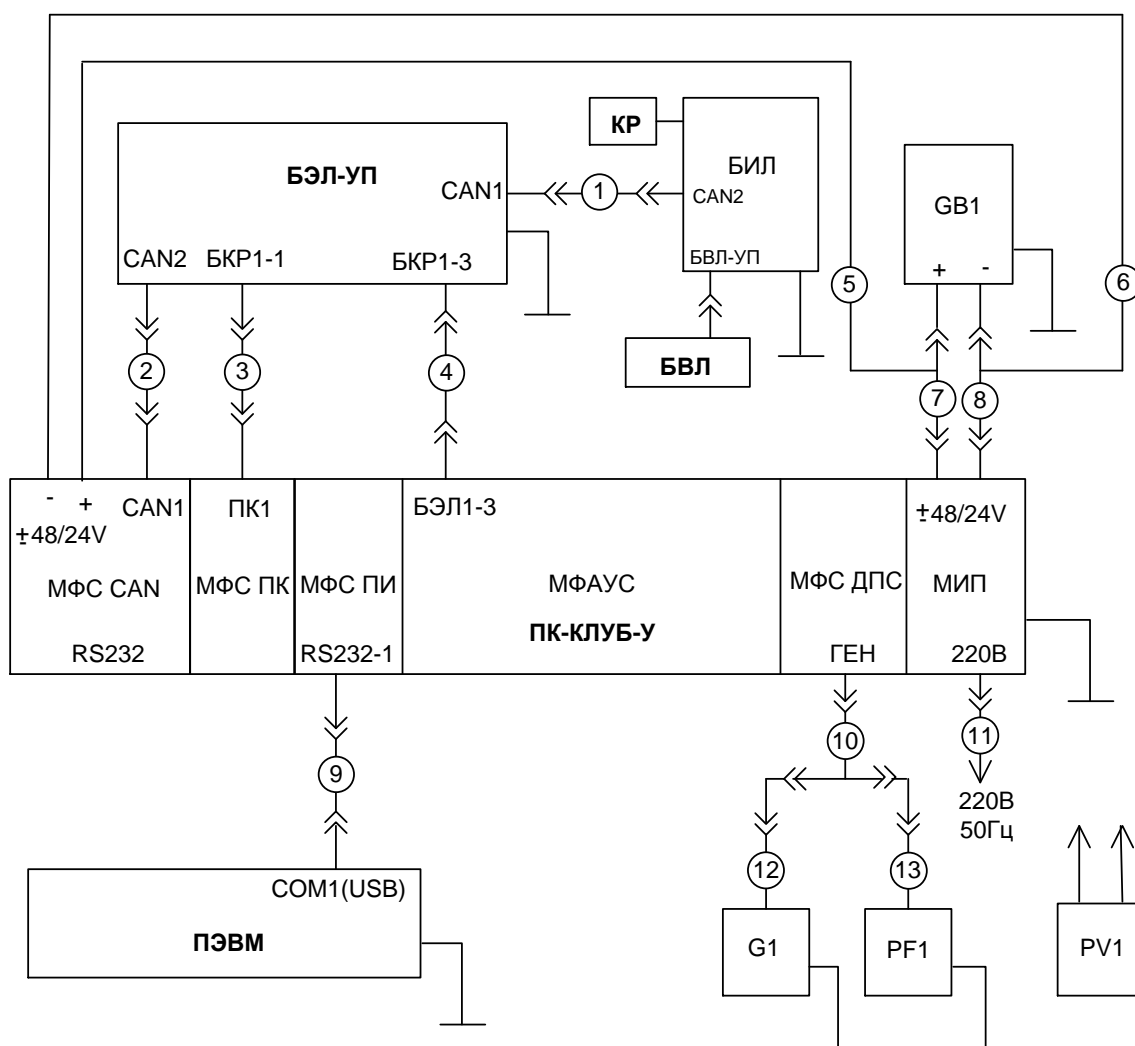 КР
БИЛ
CAN2
БВЛ-УП
БЭЛ-УП
CAN1
CAN2
БКР1-1
БКР1-3
1
GB1
+
-
5
6
2
3
4
БВЛ
7
8
-
+
CAN1
±48/24V
МФС CAN
RS232
ПК1
МФС ПК
МФС ПИ
RS232-1
БЭЛ1-3
МФАУС
ПК-КЛУБ-У
МФС ДПС
ГЕН
±48/24V
МИП
220В
9
10
11
220В
50Гц
12
13
COM1(USB)
ПЭВМ
G1
PF1
PV1